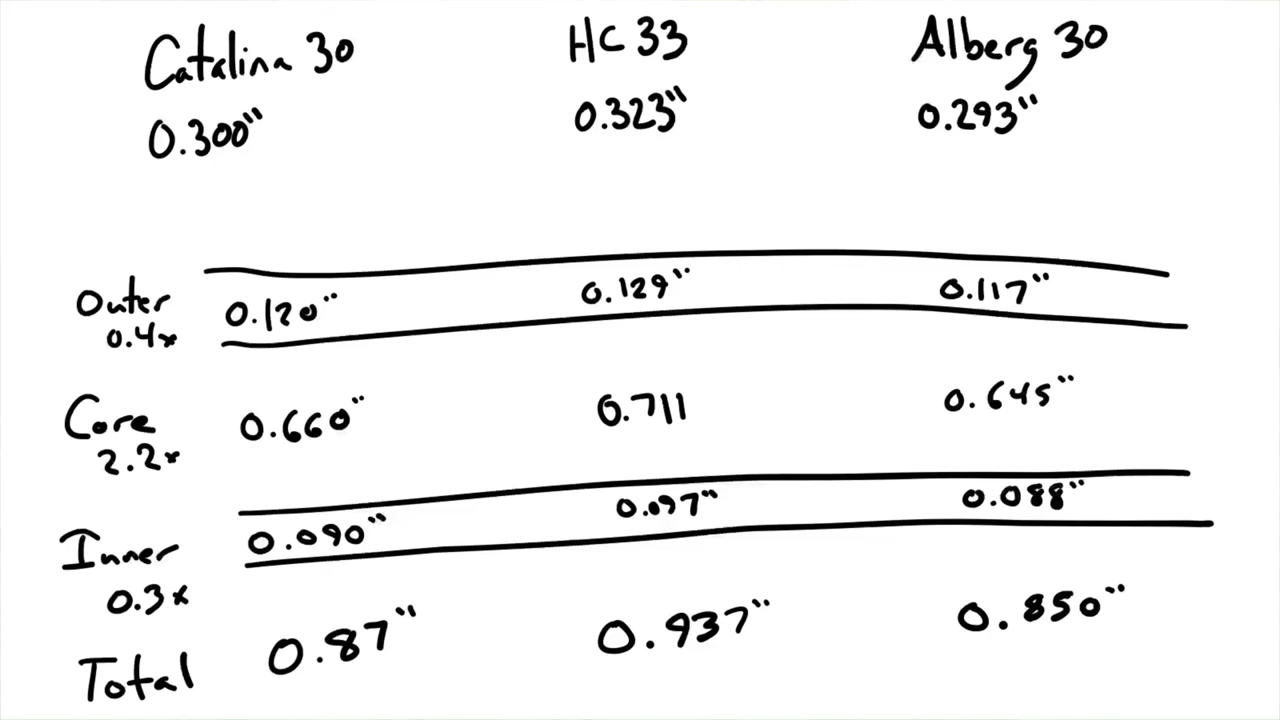 Catalina 30 HC 33 Alberg 30
0.300" 0.323" 0.293"
Outer 0.120" 0.129" 0.117"
0.4x
Core 0.660" 0.711 0.645"
2.2x
Inner 0.090" 0.097" 0.088"
0.3x
Total 0.87" 0.937" 0.850"